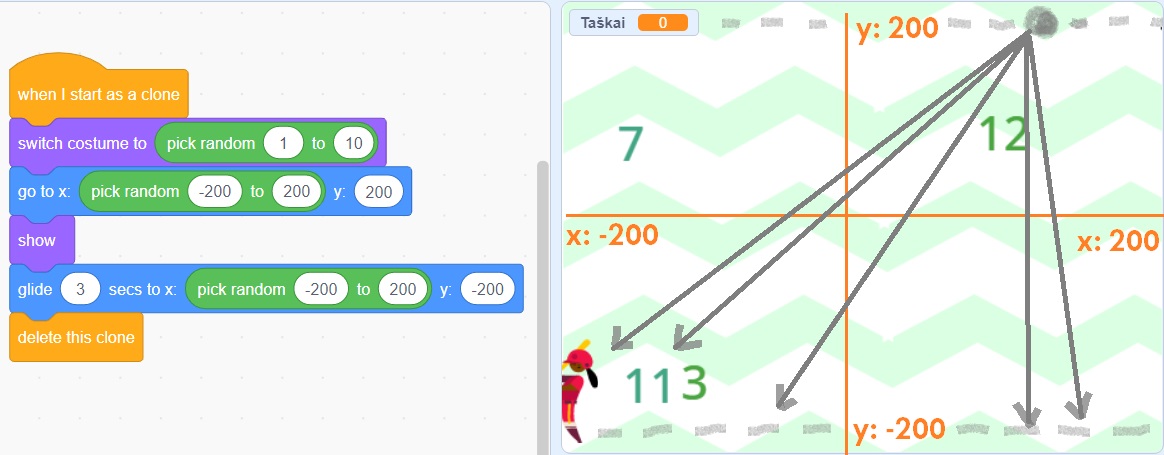 when I start as a clone
switch costume to pick random 1 to 10
go to x: pick random -200 to 200 y: 200
show
glide 3 secs to x: pick random -200 to 200 y: -200
delete this clone
Taškai 0
y: 200
7
12
x: -200
x: 200
11 3
y: -200